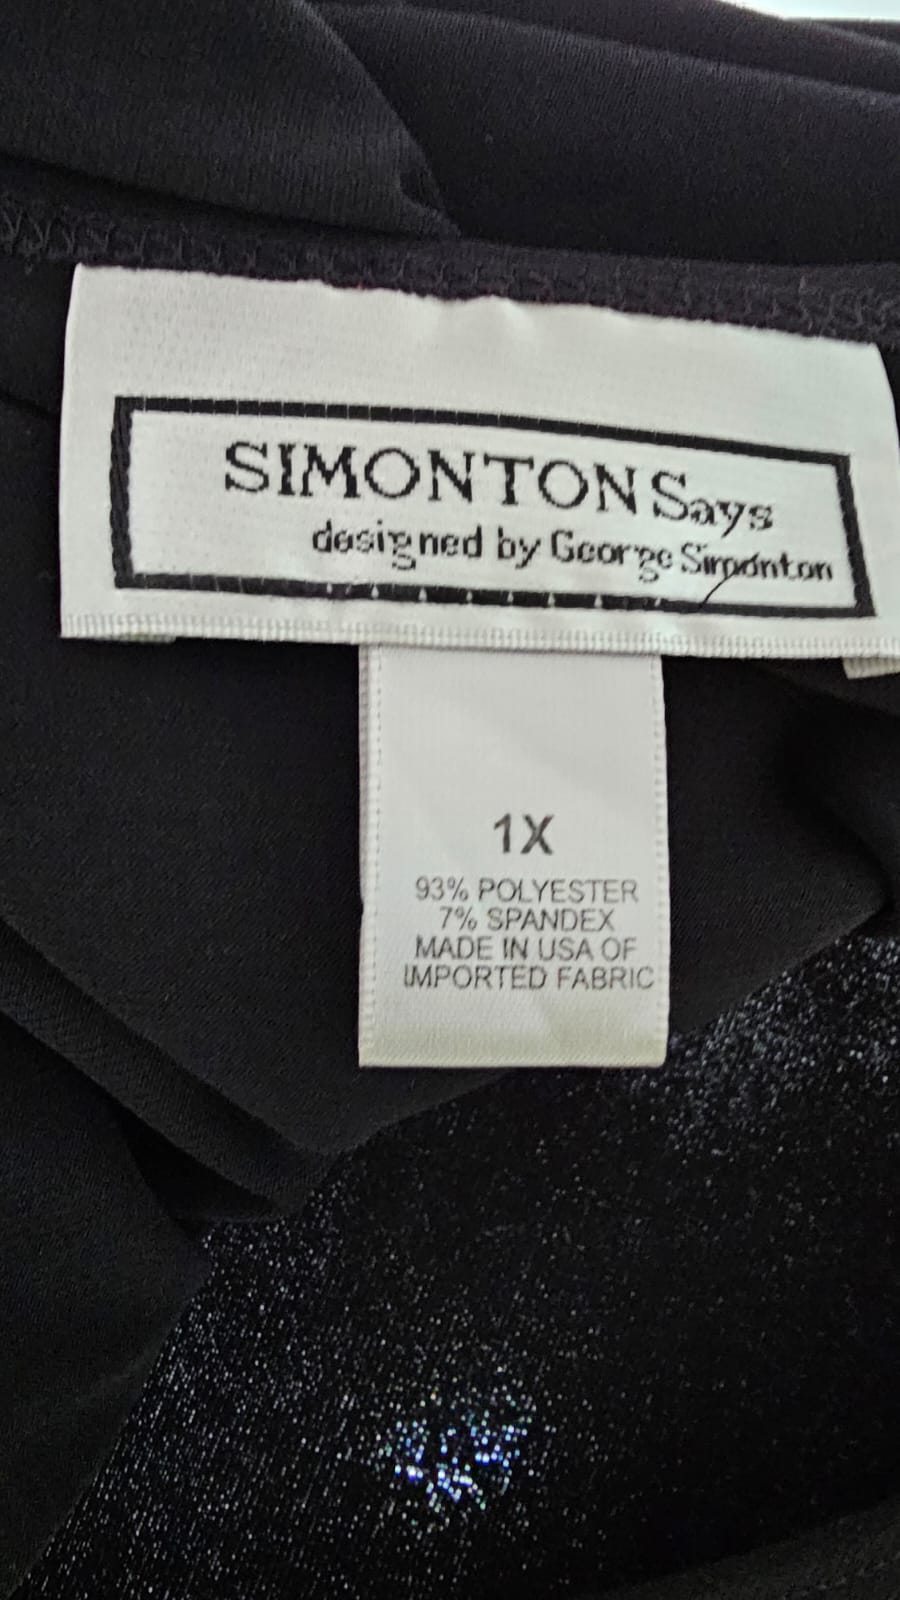 SIMONTON Says
designed by George Simonton
1X
93% POLYESTER
7% SPANDEX
MADE IN USA OF
IMPORTED FABRIC